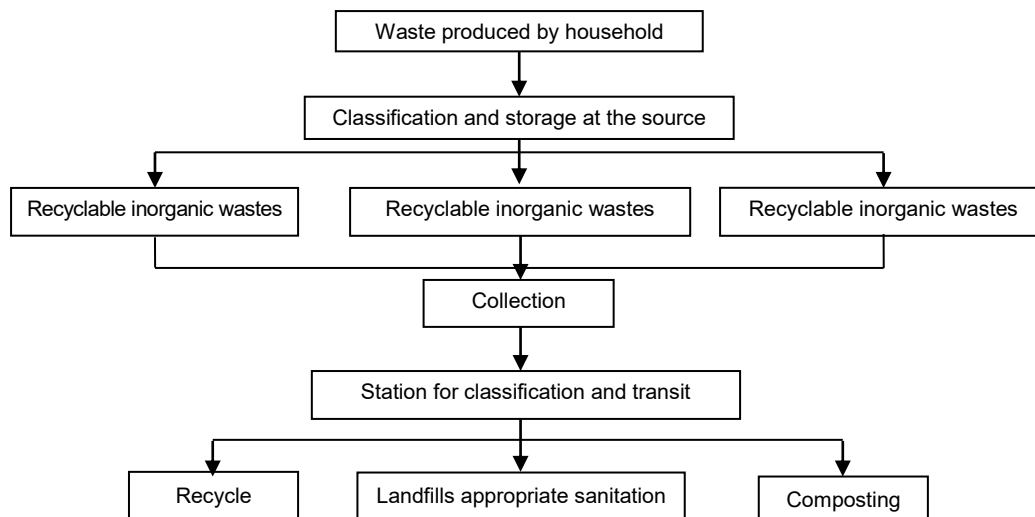 Waste produced by household
Classification and storage at the source
Recyclable inorganic wastes
Recyclable inorganic wastes
Recyclable inorganic wastes
Collection
Station for classification and transit
Recycle
Landfills appropriate sanitation
Composting